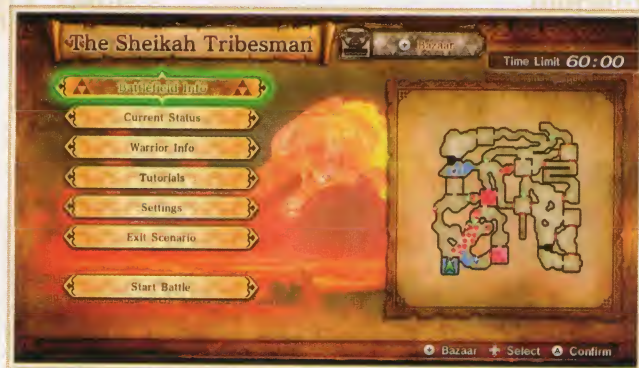 The Sheikah Tribesman
Bazaar
Time Limit 60:00
Battlefield Info
Current Status
Warrior Info
Tutorials
Settings
Exit Scenario
Start Battle
Bazaar Select A Confirm